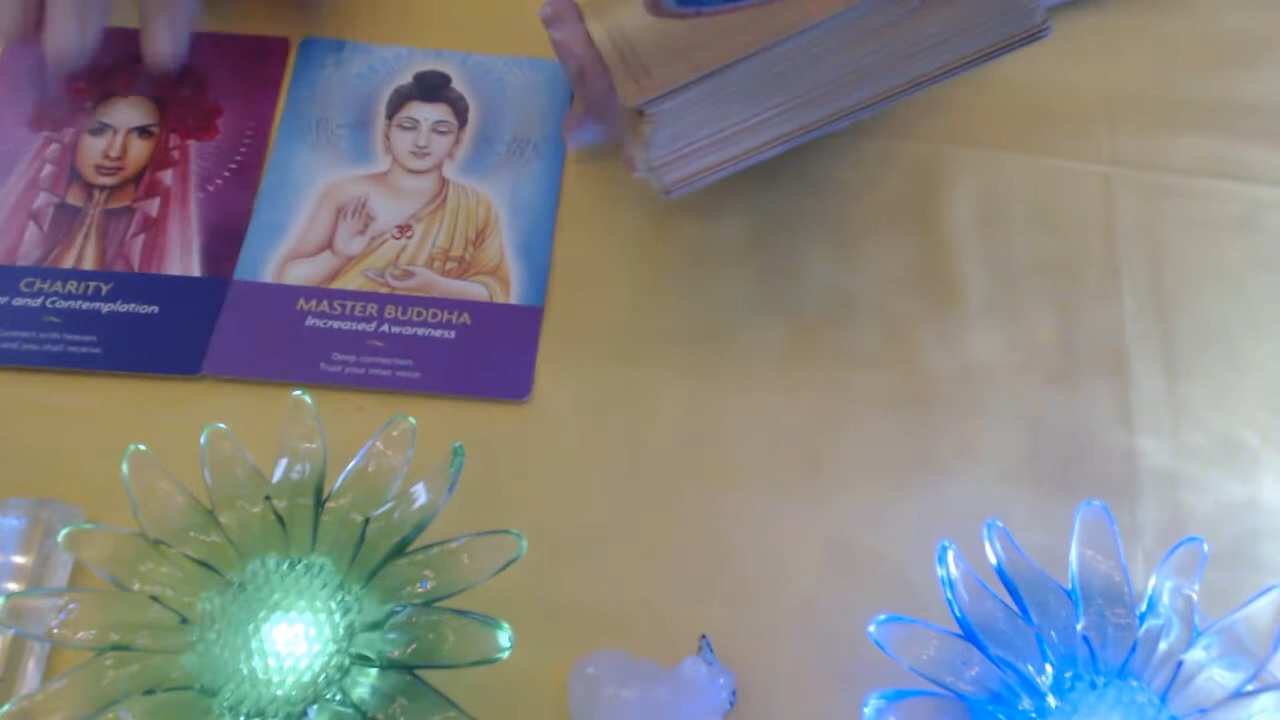 CHARITY
and Contemplation
Connect with heaven
and you shall receive.
MASTER BUDDHA
Increased Awareness
Deep connection.
Trust your inner voice.
ॐ